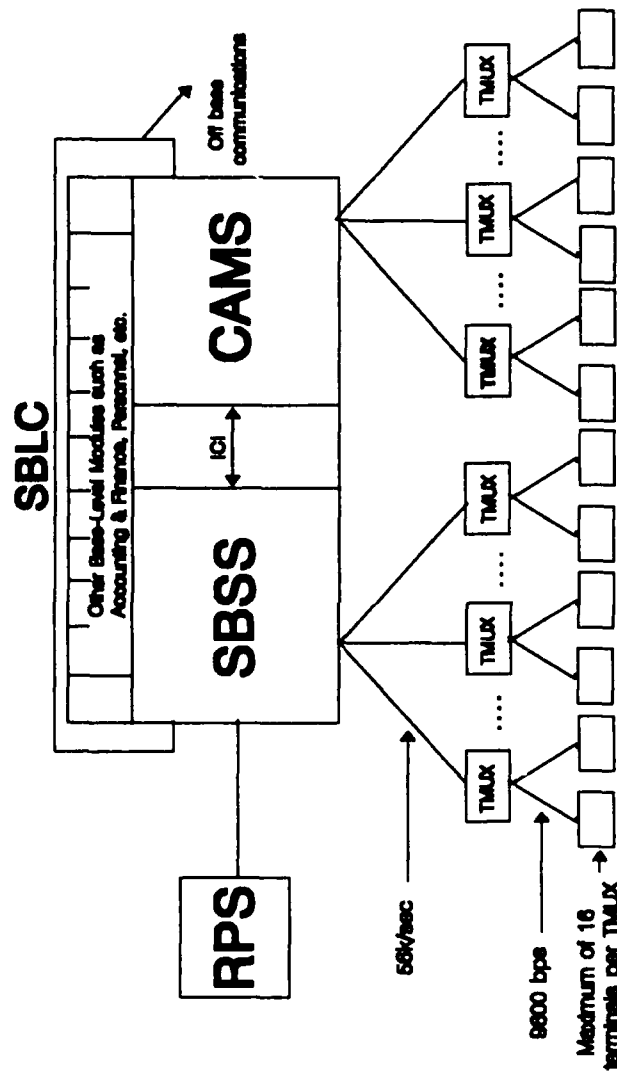 SBLC
Off base
communications
Other Base-Level Modules such as
Accounting & Finance, Personnel, etc.
RPS
SBSS
ICI
CAMS
56k/sec
TMUX
....
TMUX
....
TMUX
TMUX
....
TMUX
....
TMUX
9600 bps
Maximum of 16
terminals per TMUX